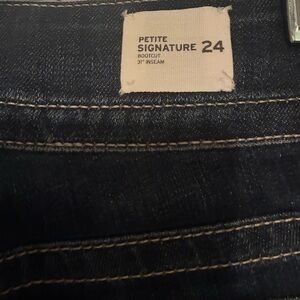 PETITE
SIGNATURE 24
BOOTCUT
31" INSEAM